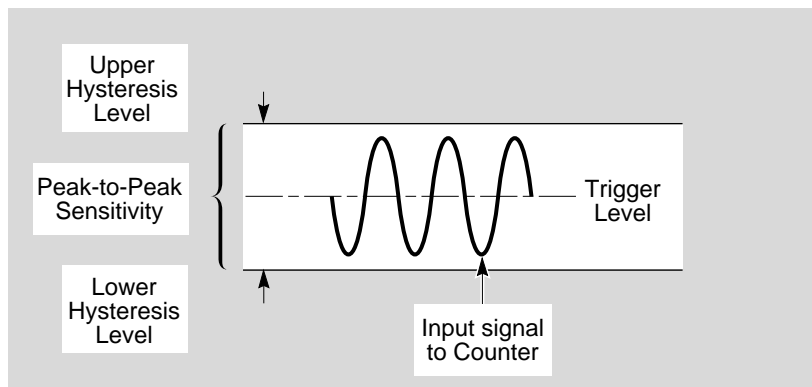 Upper
Hysteresis
Level
Peak-to-Peak
Sensitivity
Trigger
Level
Lower
Hysteresis
Level
Input signal
to Counter